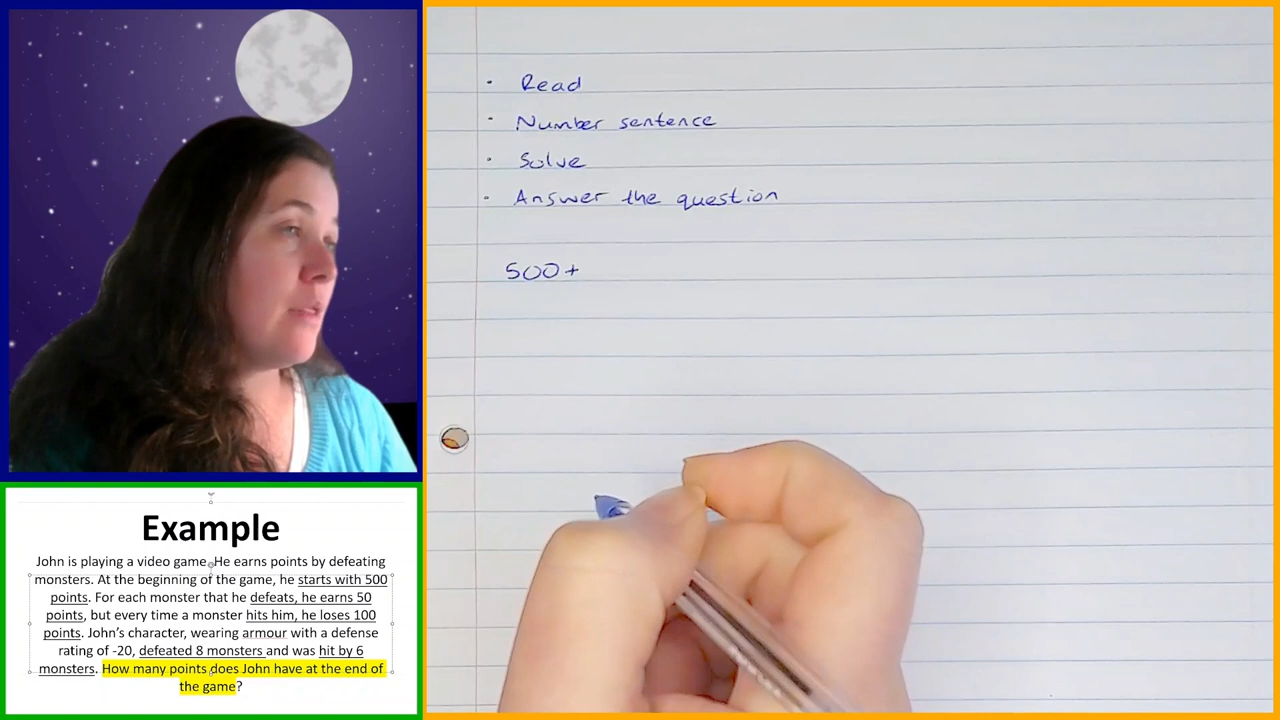 · Read
· Number sentence
· Solve
· Answer the question
500+
Example
John is playing a video game. He earns points by defeating
monsters. At the beginning of the game, he starts with 500
points. For each monster that he defeats, he earns 50
points, but every time a monster hits him, he loses 100
points. John's character, wearing armour with a defense
rating of -20, defeated 8 monsters and was hit by 6
monsters. How many points does John have at the end of
the game?